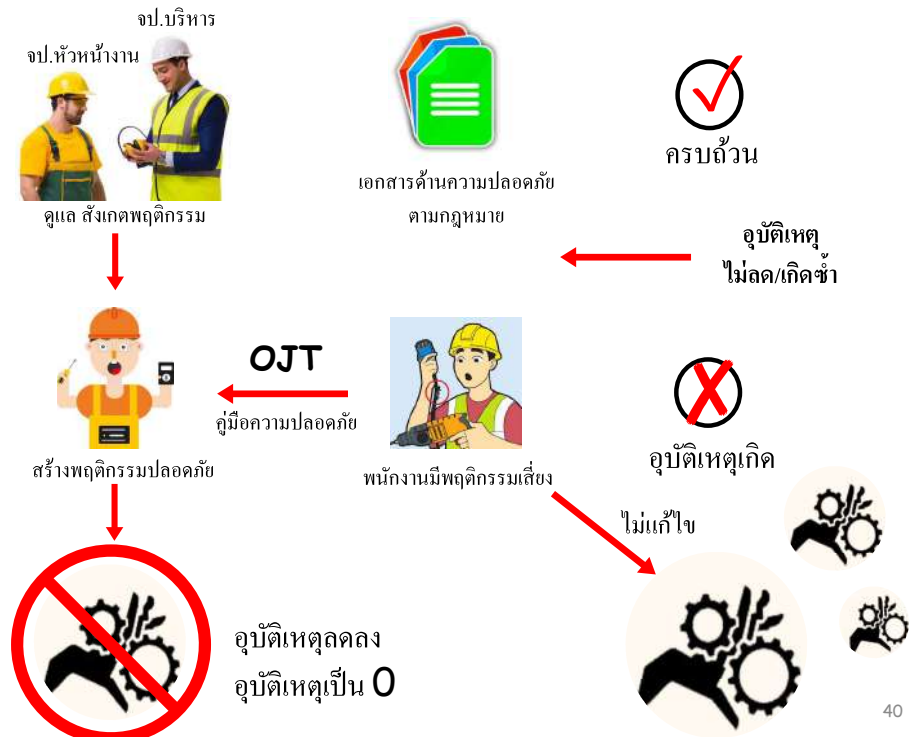 จป.บริหาร
จป.หัวหน้างาน
ดูแล สังเกตพฤติกรรม
เอกสารด้านความปลอดภัย
ตามกฎหมาย
ครบถ้วน
อุบัติเหตุ
ไม่ลด/เกิดซ้ำ
OJT
คู่มือความปลอดภัย
สร้างพฤติกรรมปลอดภัย
พนักงานมีพฤติกรรมเสี่ยง
อุบัติเหตุเกิด
ไม่แก้ไข
อุบัติเหตุลดลง
อุบัติเหตุเป็น 0
40